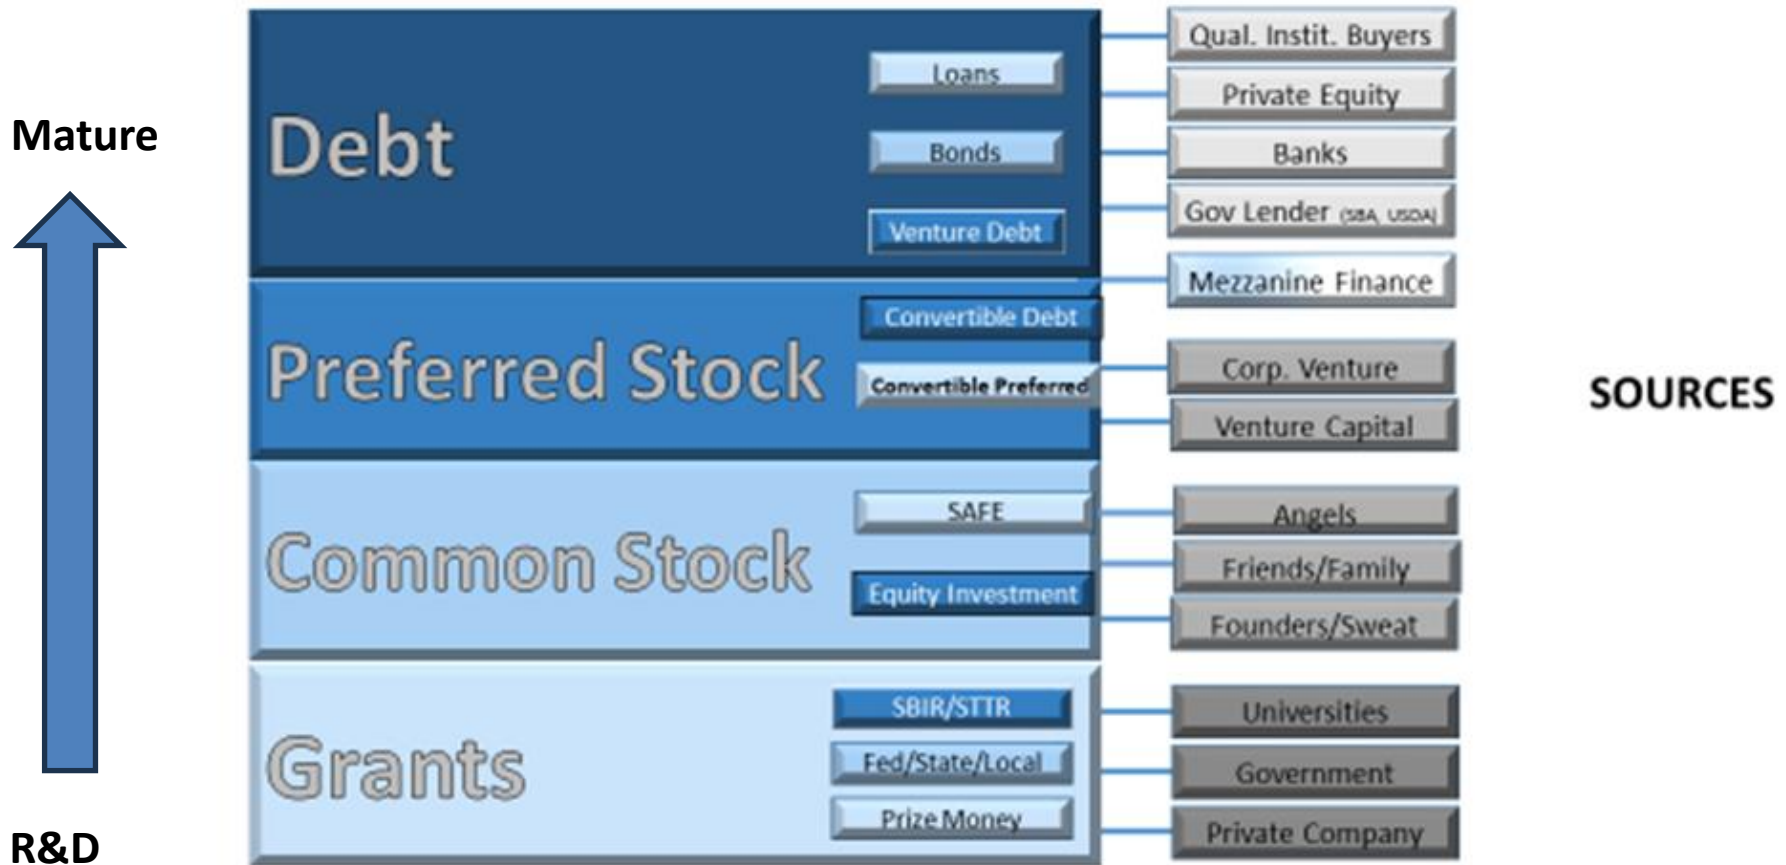 Mature
R&D
Debt
Loans
Bonds
Venture Debt
Preferred Stock
Convertible Debt
Convertible Preferred
Common Stock
SAFE
Equity Investment
Grants
SBIR/STTR
Fed/State/Local
Prize Money
Qual. Instit. Buyers
Private Equity
Banks
Gov Lender (SBA, USDA)
Mezzanine Finance
Corp. Venture
Venture Capital
Angels
Friends/Family
Founders/Sweat
Universities
Government
Private Company
SOURCES